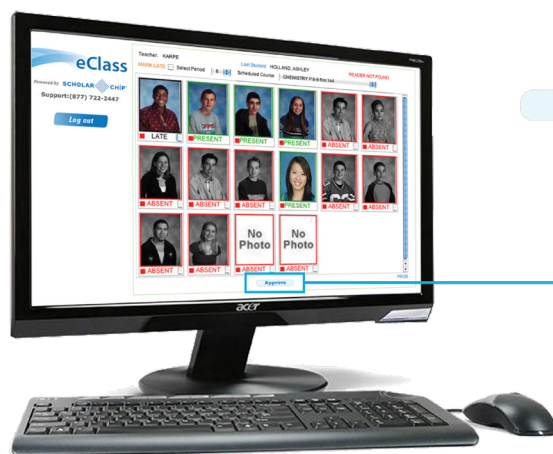 eClass
Powered by SCHOLAR CHIP
Support:(877) 722-2447
Log out
Teacher: KARPE
Last Student HOLLAND, ASHLEY
MARK LATE Select Period
Scheduled Course
READER NOT FOUND
LATE
PRESENT
PRESENT
PRESENT
ABSENT
ABSENT
ABSENT
ABSENT
ABSENT
PRESENT
ABSENT
ABSENT
No
Photo
No
Photo
ABSENT
ABSENT
ABSENT
ABSENT
Approve
acer